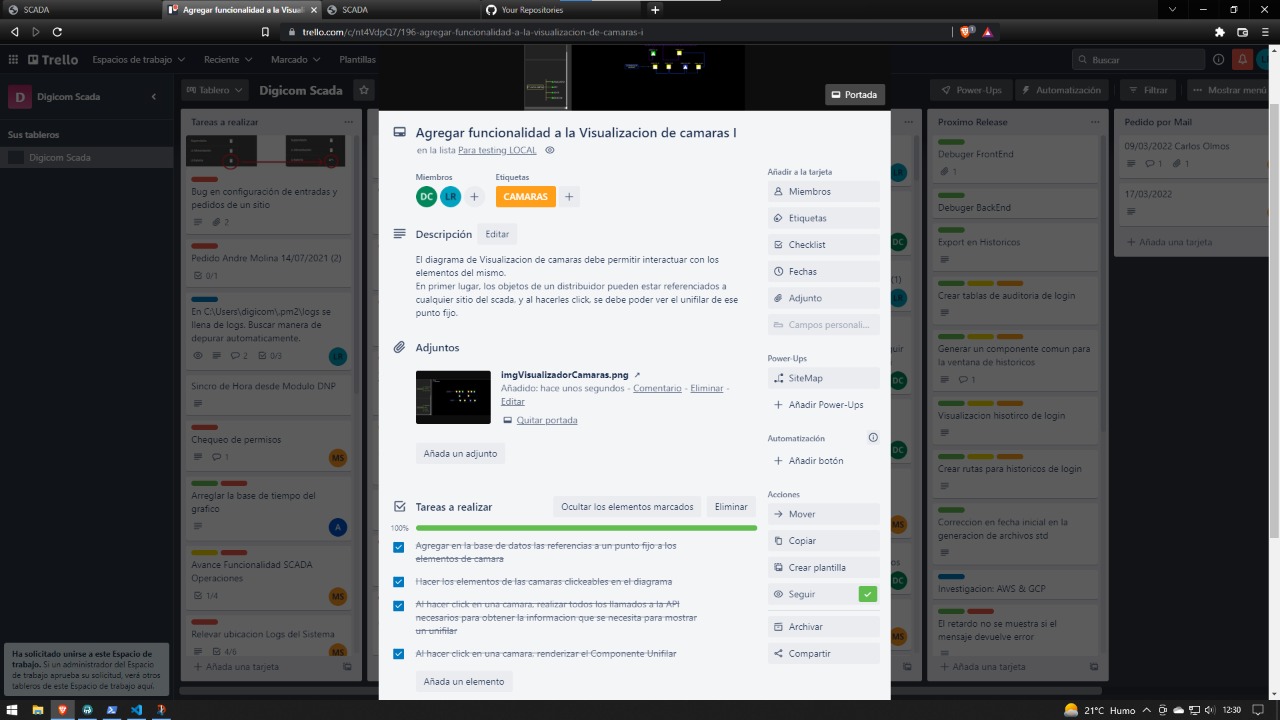 SCADA
Agregar funcionalidad a la Visuali
SCADA
Your Repositories
trello.com/c/nt4VdpQ7/196-agregar-funcionalidad-a-la-visualizacion-de-camaras-i
Trello
Espacios de trabajo
Reciente
Marcado
Plantillas
Buscar
D
Digicom Scada
Sus tableros
Digicom Scada
Ha solicitado unirse a este Espacio de
trabajo. Si un administrador del Espacio
de trabajo aprueba su solicitud, verá otros
tableros de este Espacio de trabajo aquí.
Tablero
Digicom Scada
Power-Ups
Automatización
Filtrar
Mostrar menú
Tareas a realizar
Bug en configuración de entradas y
pedidos de un sitio
2
Pedido Andre Molina 14/07/2021 (2)
0/1
En C:\Users\digicom\.pm2\logs se
llena de logs. Buscar manera de
depurar automaticamente.
2
0/3
LR
Sincro de Hora desde Modulo DNP
Chequeo de permisos
1
MS
Arreglar la base de tiempo del
grafico
A
Avance Funcionalidad SCADA
Operaciones
1/4
MS
Relevar ubicacion Logs del Sistema
4/6
MS
Añada una tarjeta
Portada
Agregar funcionalidad a la Visualizacion de camaras I
en la lista Para testing LOCAL
Miembros
Etiquetas
DC
LR
CAMARAS
Descripción
Editar
El diagrama de Visualizacion de camaras debe permitir interactuar con los
elementos del mismo.
En primer lugar, los objetos de un distribuidor pueden estar referenciados a
cualquier sitio del scada, y al hacerles click, se debe poder ver el unifilar de ese
punto fijo.
Adjuntos
imgVisualizadorCamaras.png ↗
Añadido: hace unos segundos - Comentario - Eliminar -
Editar
Quitar portada
Añada un adjunto
Tareas a realizar
Ocultar los elementos marcados
Eliminar
100%
Agregar en la base de datos las referencias a un punto fijo a los
elementos de camara
Hacer los elementos de las camaras clickeables en el diagrama
Al hacer click en una camara, realizar todos los llamados a la API
necesarios para obtener la informacion que se necesita para mostrar
un unifilar
Al hacer click en una camara, renderizar el Componente Unifilar
Añada un elemento
Añadir a la tarjeta
Miembros
Etiquetas
Checklist
Fechas
Adjunto
Campos personali...
Power-Ups
SiteMap
Añadir Power-Ups
Automatización
Añadir botón
Acciones
Mover
Copiar
Crear plantilla
Seguir
Archivar
Compartir
Proximo Release
Debuger FrontEnd
1
Debuger BackEnd
Export en Historicos
Crear tablas de auditoria de login
Generar un componente comun para
la ventana de historicos
1
Visualizacion hisotirco de login
Crear rutas para historicos de login
Correccion en fecha inicial en la
generacion de archivos std
Investigacion: AWS & GCP
El retardo no se muestra si el
mensaje devuelve error
Añada una tarjeta
Pedido por Mail
09/03/2022 Carlos Olmos
1
1
17/03/2022
Añada una tarjeta
21°C Humo
12:30